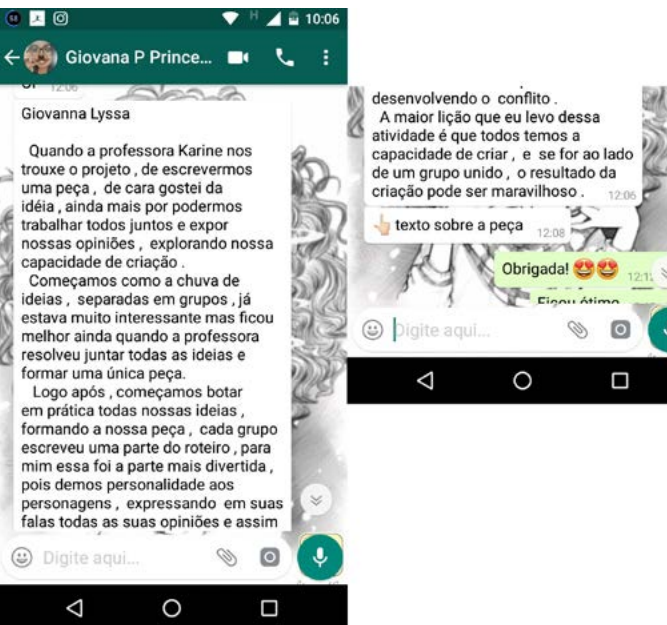 10:06
Giovana P Prince...
12:06
Giovanna Lyssa
Quando a professora Karine nos
trouxe o projeto , de escrevermos
uma peça , de cara gostei da
idéia , ainda mais por podermos
trabalhar todos juntos e expor
nossas opiniões , explorando nossa
capacidade de criação .
Começamos como a chuva de
ideias , separadas em grupos , já
estava muito interessante mas ficou
melhor ainda quando a professora
resolveu juntar todas as ideias e
formar uma única peça.
Logo após , começamos botar
em prática todas nossas ideias ,
formando a nossa peça , cada grupo
escreveu uma parte do roteiro , para
mim essa foi a parte mais divertida ,
pois demos personalidade aos
personagens , expressando em suas
falas todas as suas opiniões e assim
Digite aqui...
desenvolvendo o conflito .
A maior lição que eu levo dessa
atividade é que todos temos a
capacidade de criar , e se for ao lado
de um grupo unido , o resultado da
criação pode ser maravilhoso .
12:06
👆🏻 texto sobre a peça 12:08
Obrigada! 😍😍
Ficou ótimo
Digite aqui...